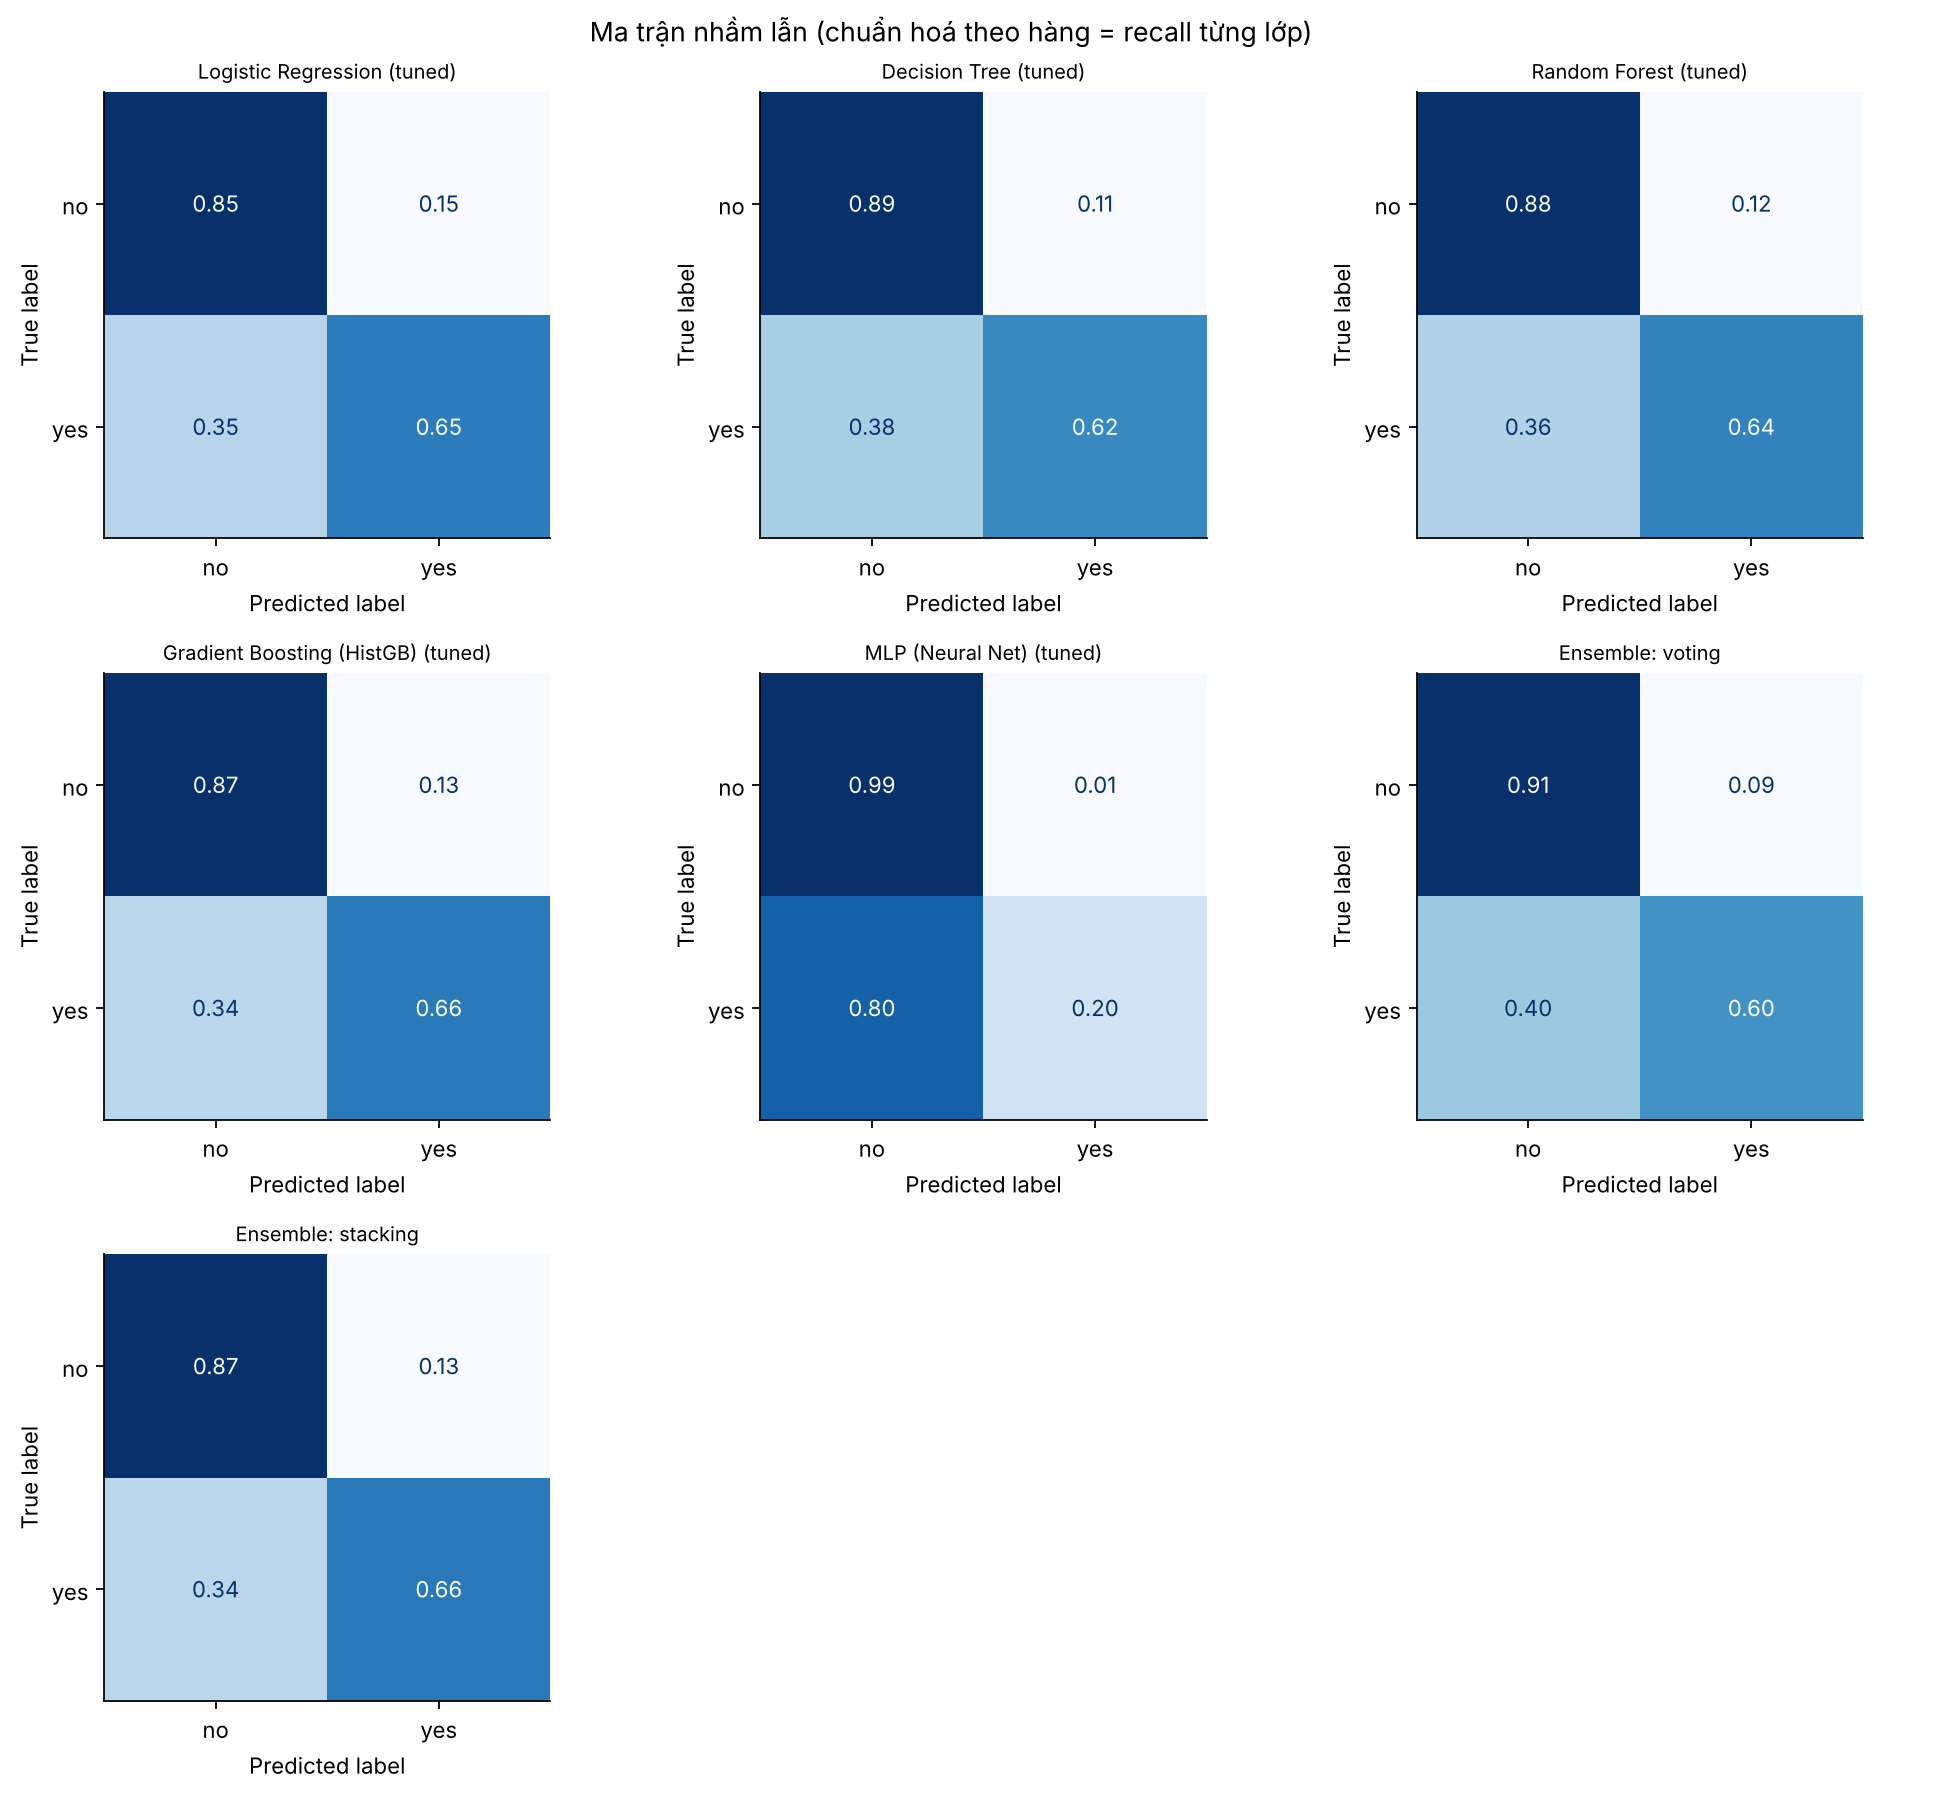 Ma trận nhầm lẫn (chuẩn hoá theo hàng = recall từng lớp)
Logistic Regression (tuned)
True label
no
0.85
0.15
yes
0.35
0.65
no
yes
Predicted label
Decision Tree (tuned)
True label
no
0.89
0.11
yes
0.38
0.62
no
yes
Predicted label
Random Forest (tuned)
True label
no
0.88
0.12
yes
0.36
0.64
no
yes
Predicted label
Gradient Boosting (HistGB) (tuned)
True label
no
0.87
0.13
yes
0.34
0.66
no
yes
Predicted label
MLP (Neural Net) (tuned)
True label
no
0.99
0.01
yes
0.80
0.20
no
yes
Predicted label
Ensemble: voting
True label
no
0.91
0.09
yes
0.40
0.60
no
yes
Predicted label
Ensemble: stacking
True label
no
0.87
0.13
yes
0.34
0.66
no
yes
Predicted label